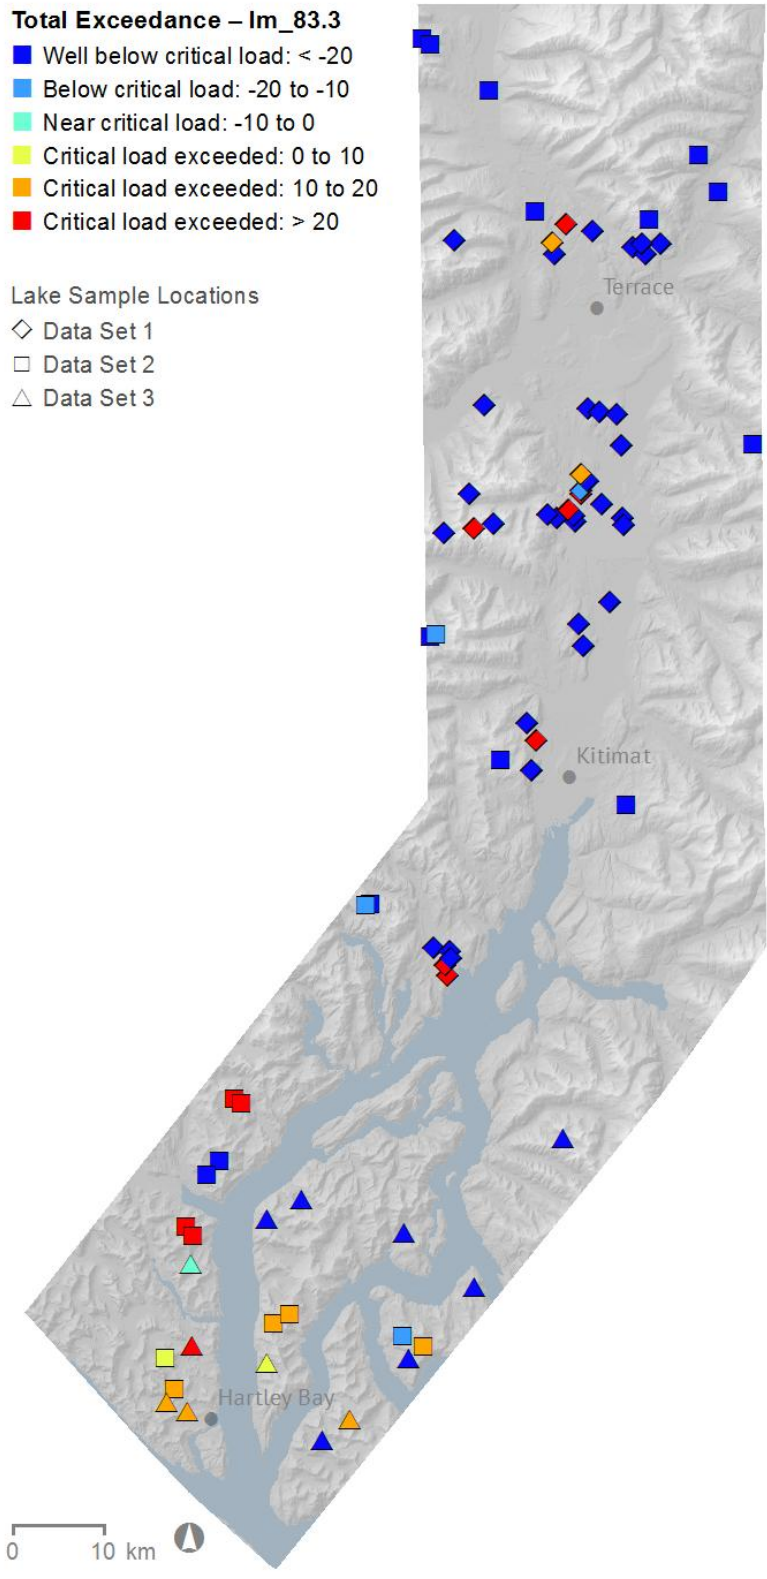 Total Exceedance – lm_83.3
Well below critical load: < -20
Below critical load: -20 to -10
Near critical load: -10 to 0
Critical load exceeded: 0 to 10
Critical load exceeded: 10 to 20
Critical load exceeded: > 20
Lake Sample Locations
Data Set 1
Data Set 2
Data Set 3
Terrace
Kitimat
Hartley Bay
0 10 km